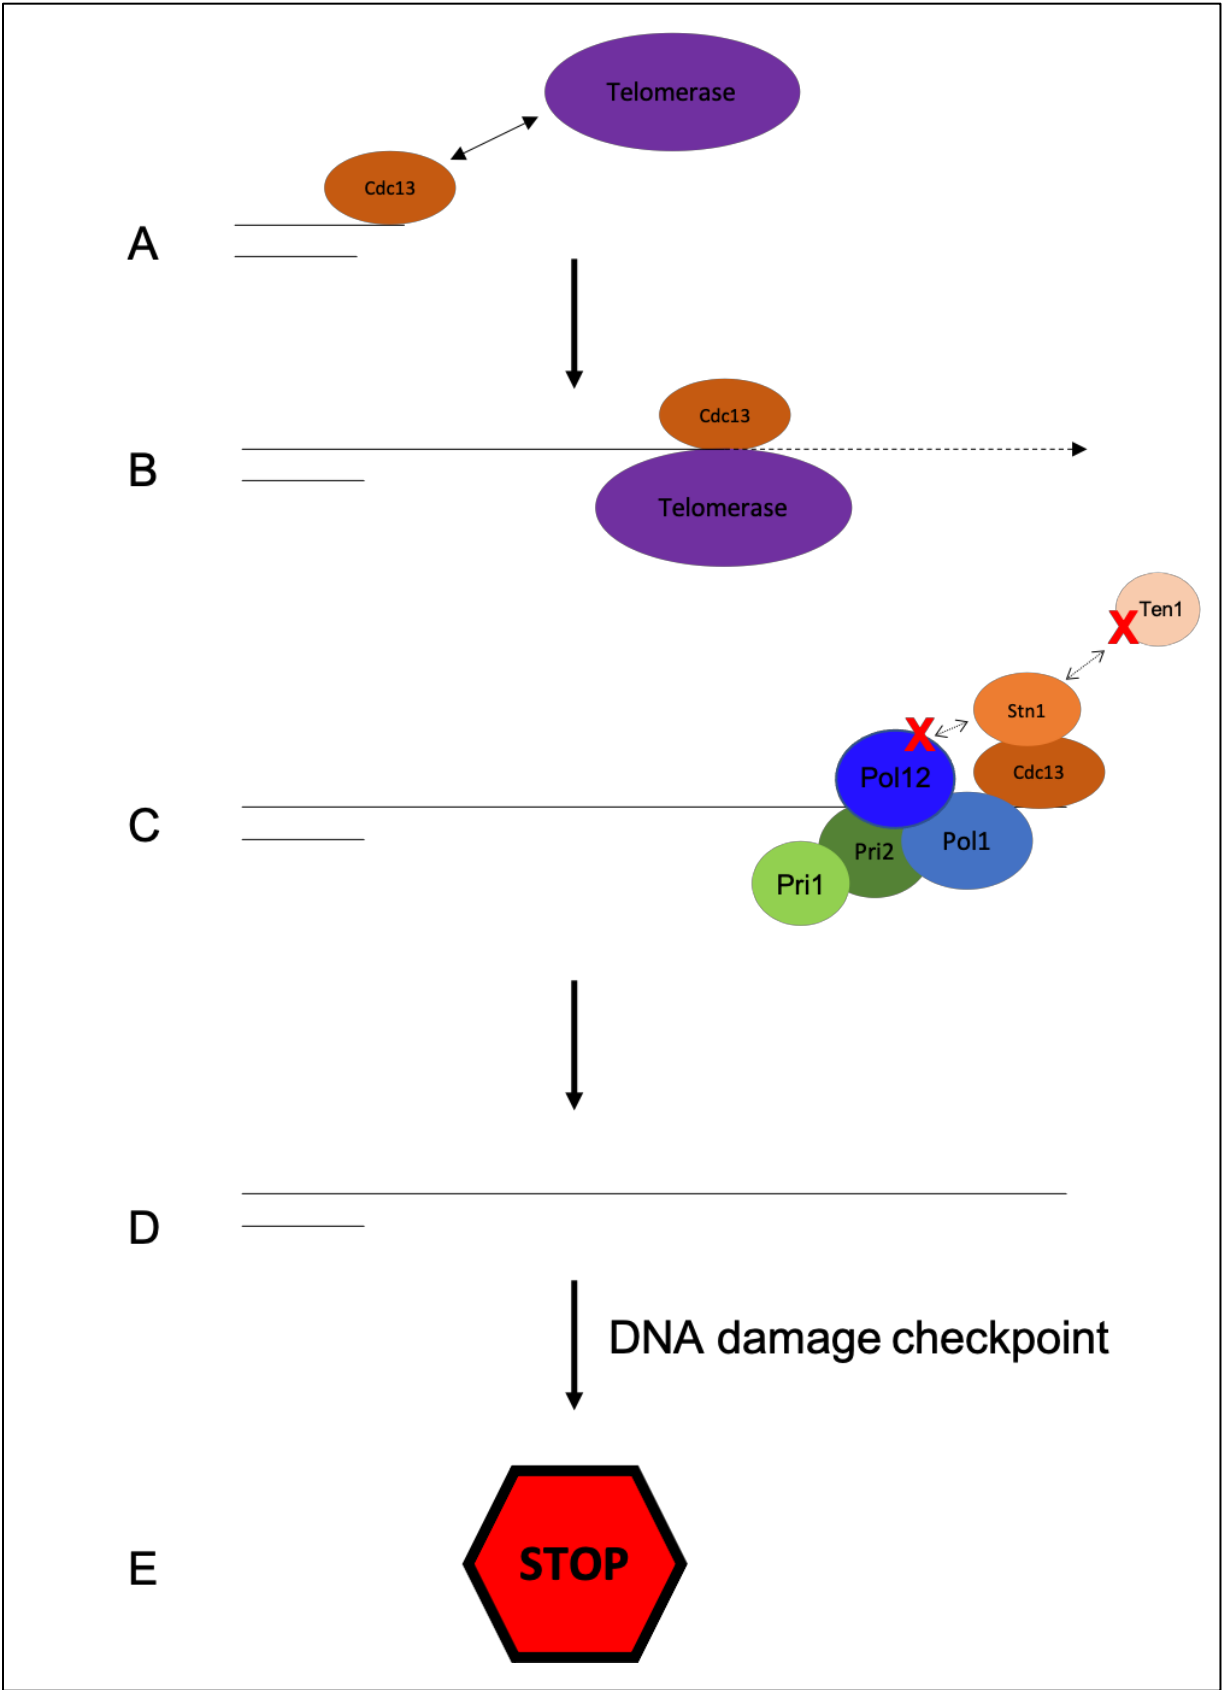 Telomerase
Cdc13
A
Cdc13
B
Telomerase
Ten1
X
Stn1
X
Pol12
Cdc13
C
Pol1
Pri2
Pri1
D
DNA damage checkpoint
E
STOP